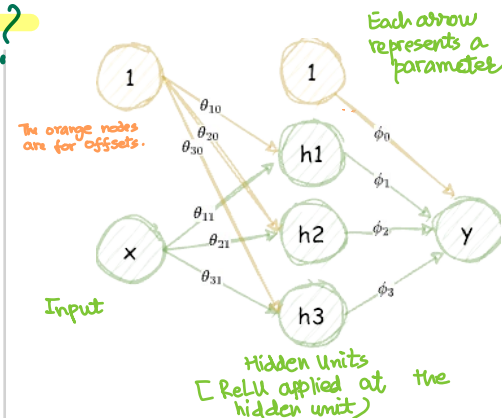 ?
Each arrow
represents a
parameter
1
1
θ10
θ20
θ30
ϕ0
The orange nodes
are for offsets.
h1
ϕ1
θ11
x
θ21
h2
ϕ2
y
θ31
ϕ3
Input
h3
Hidden Units
[ ReLU applied at the
hidden unit)